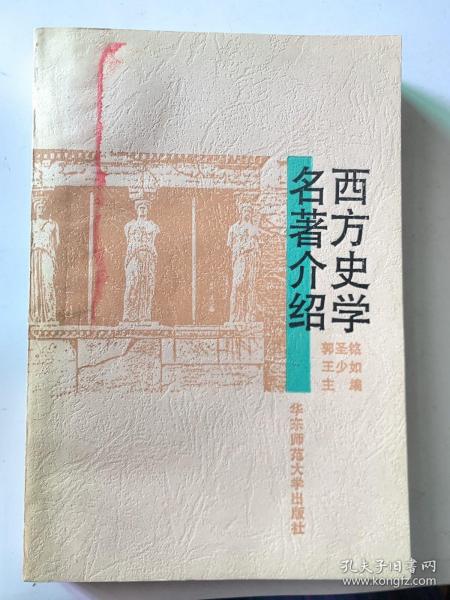 西方史学
名著介绍
郭圣铭
王少如
主编
华东师范大学出版社
孔夫子旧书网
www.kongfz.com